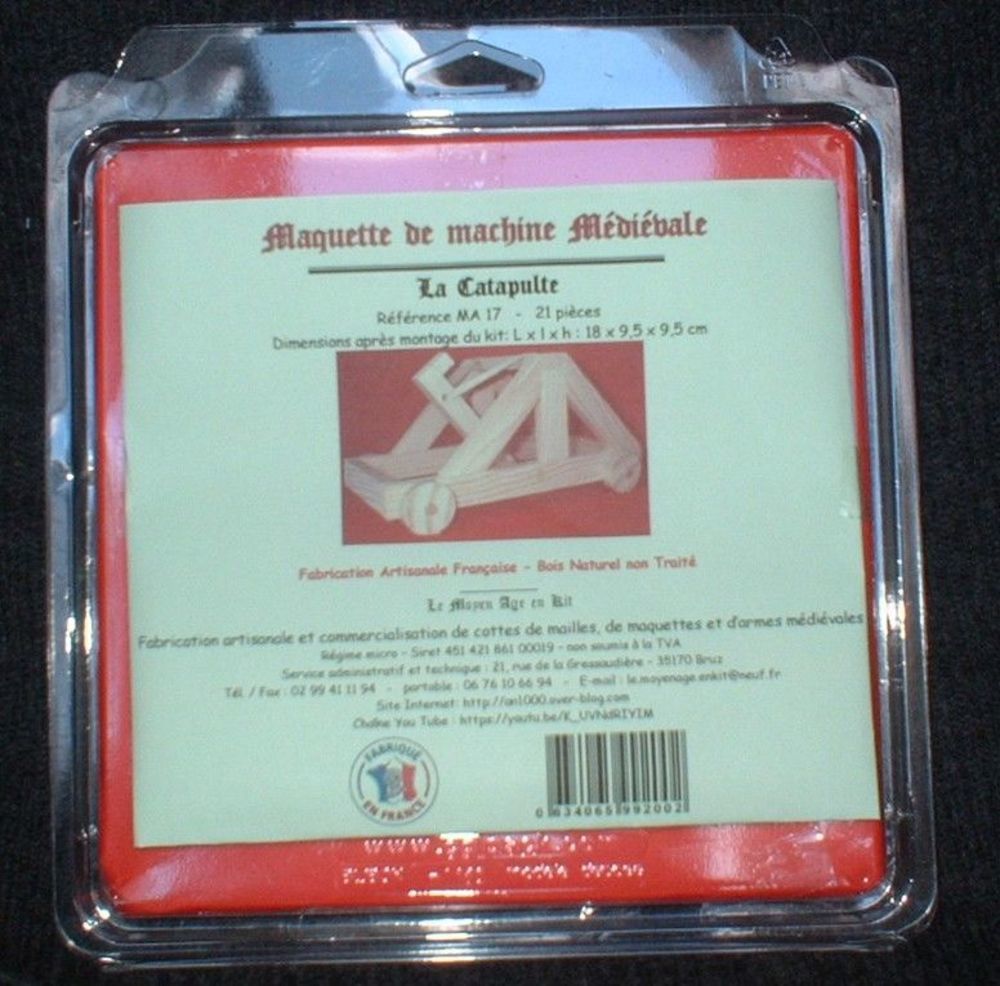 Maquette de machine Médiévale
La Catapulte
Référence MA 17 - 21 pièces
Dimensions après montage du kit: L x l x h : 18 x 9,5 x 9,5 cm
Fabrication Artisanale Française - Bois Naturel non Traité
Le Moyen Age en Kit
Fabrication artisanale et commercialisation de cottes de mailles, de maquettes et d'armes médiévales
Régime micro - Siret 451 421 861 00019 - non soumis à la TVA
Service administratif et technique : 21, rue de la Gressaudière - 35170 Bruz
Tél. / Fax : 02 99 41 11 94 - portable : 06 76 10 66 94 - E-mail : le.moyenage.enkit@neuf.fr
Site Internet: http://an1000.over-blog.com
Chaîne You Tube : https://youtu.be/K_UVNdRIYIM
FABRIQUÉ
EN FRANCE
0 634065 992002